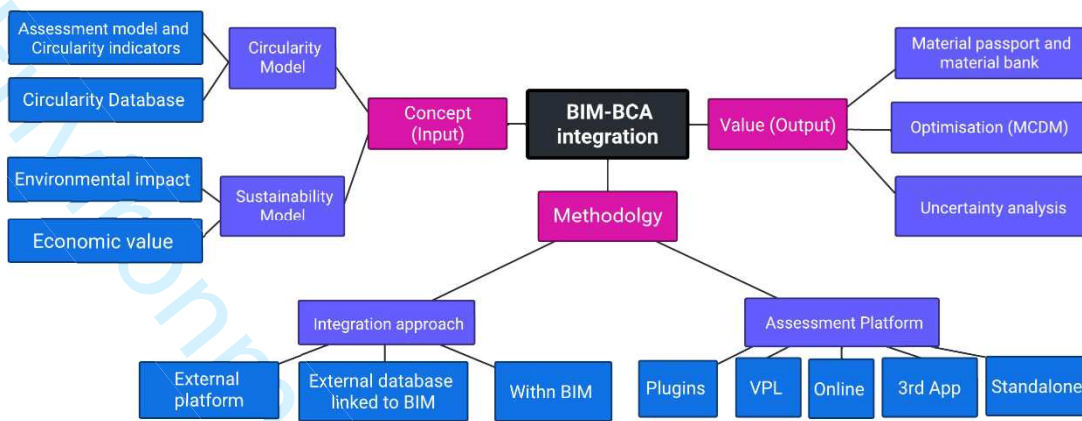 Assessment model and
Circularity indicators
Circularity
Model
Circularity Database
Concept
(Input)
BIM-BCA
integration
Value (Output)
Material passport and
material bank
Optimisation (MCDM)
Uncertainty analysis
Environmental impact
Sustainability
Model
Economic value
Methodolgy
Integration approach
Assessment Platform
External
platform
External database
linked to BIM
Withn BIM
Plugins
VPL
Online
3rd App
Standalone